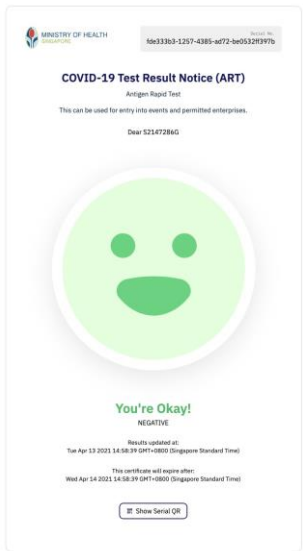 MINISTRY OF HEALTH
SINGAPORE
Serial No.
fde333b3-1257-4385-ad72-be0532ff397b
COVID-19 Test Result Notice (ART)
Antigen Rapid Test
This can be used for entry into events and permitted enterprises.
Dear S2147286G
You're Okay!
NEGATIVE
Results updated at:
Tue Apr 13 2021 14:58:39 GMT+0800 (Singapore Standard Time)
This certificate will expire after:
Wed Apr 14 2021 14:58:39 GMT+0800 (Singapore Standard Time)
Show Serial QR